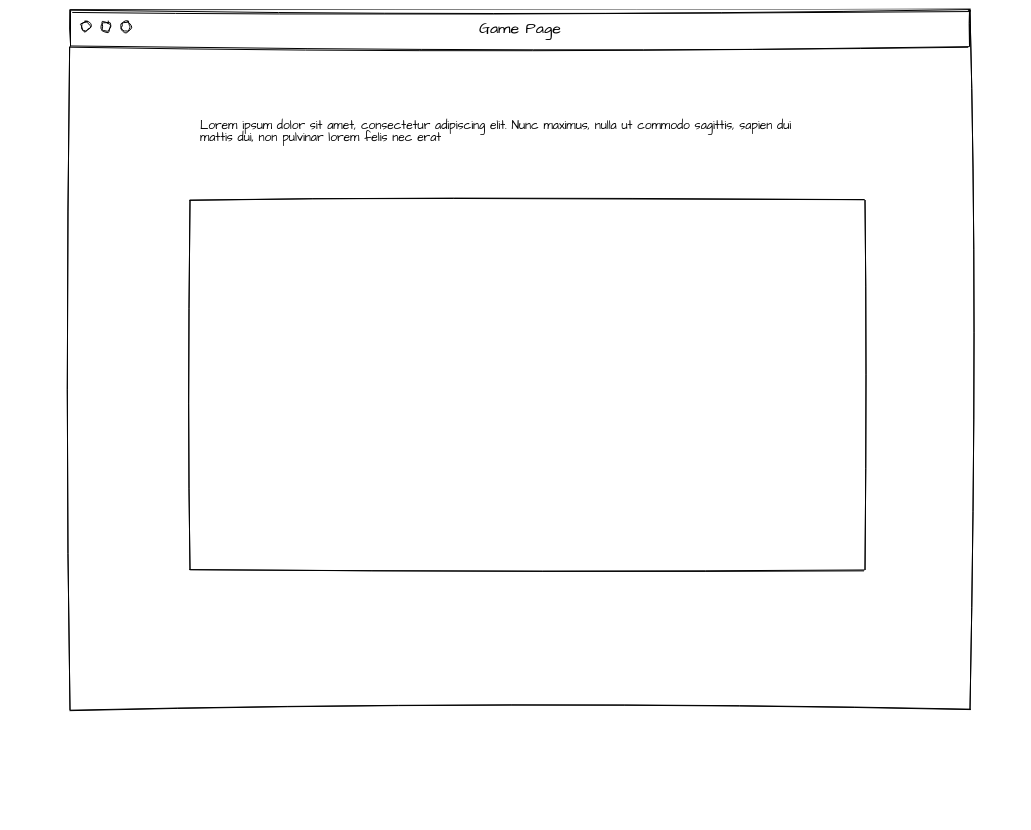 Game Page
Lorem ipsum dolor sit amet, consectetur adipiscing elit. Nunc maximus, nulla ut commodo sagittis, sapien dui
mattis dui, non pulvinar lorem felis nec erat